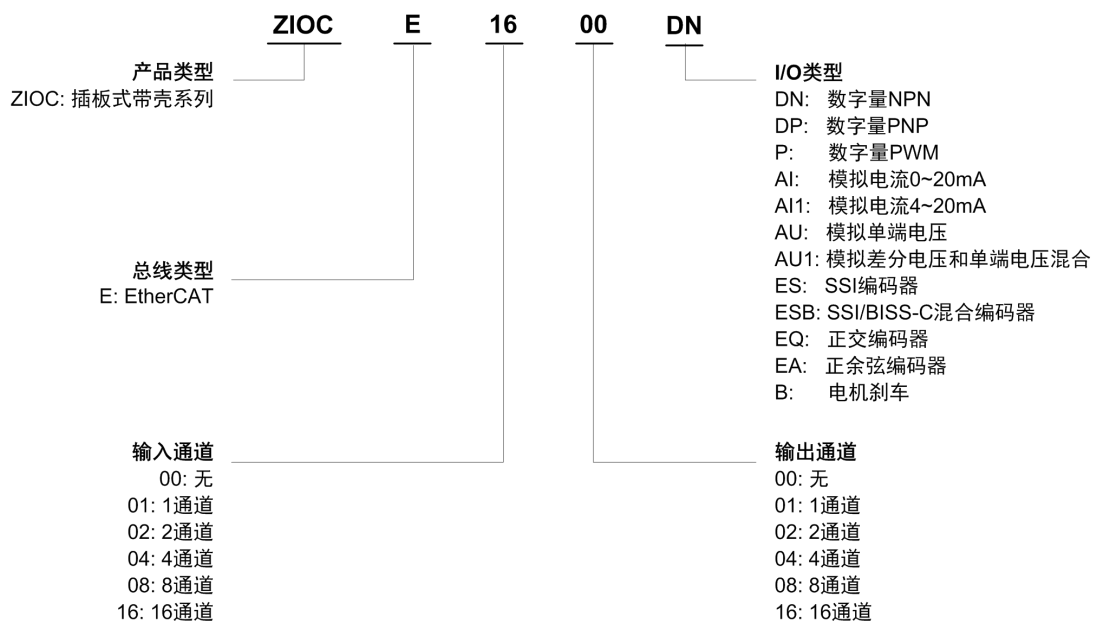 ZIOC E 16 00 DN
产品类型
ZIOC: 插板式带壳系列
总线类型
E: EtherCAT
输入通道
00: 无
01: 1通道
02: 2通道
04: 4通道
08: 8通道
16: 16通道
I/O类型
DN: 数字量NPN
DP: 数字量PNP
P: 数字量PWM
AI: 模拟电流0~20mA
AI1: 模拟电流4~20mA
AU: 模拟单端电压
AU1: 模拟差分电压和单端电压混合
ES: SSI编码器
ESB: SSI/BISS-C混合编码器
EQ: 正交编码器
EA: 正余弦编码器
B: 电机刹车
输出通道
00: 无
01: 1通道
02: 2通道
04: 4通道
08: 8通道
16: 16通道